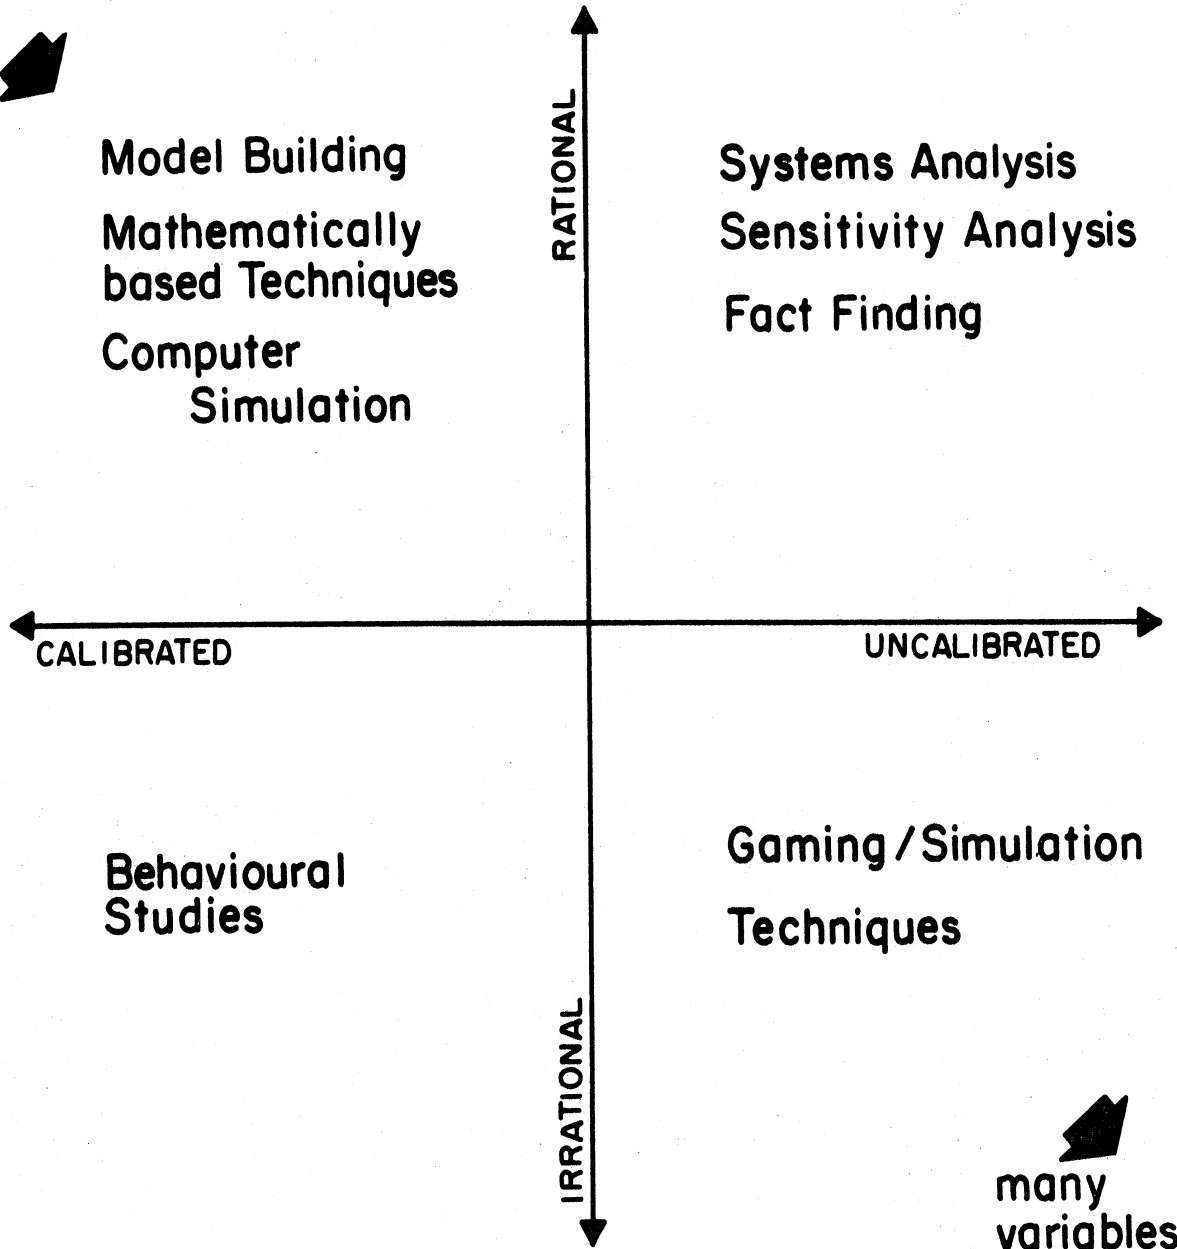 RATIONAL
Model Building
Mathematically
based Techniques
Computer
Simulation
Systems Analysis
Sensitivity Analysis
Fact Finding
CALIBRATED
UNCALIBRATED
Behavioural
Studies
Gaming/Simulation
Techniques
IRRATIONAL
many
variables